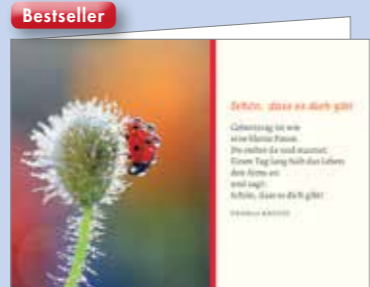 Bestseller
Schön, dass es dich gibt
Geburtstag ist wie
eine kleine Pause.
Du stehst da und staunst.
Einen Tag lang hält das Leben
den Atem an
und sagt:
Schön, dass es dich gibt!